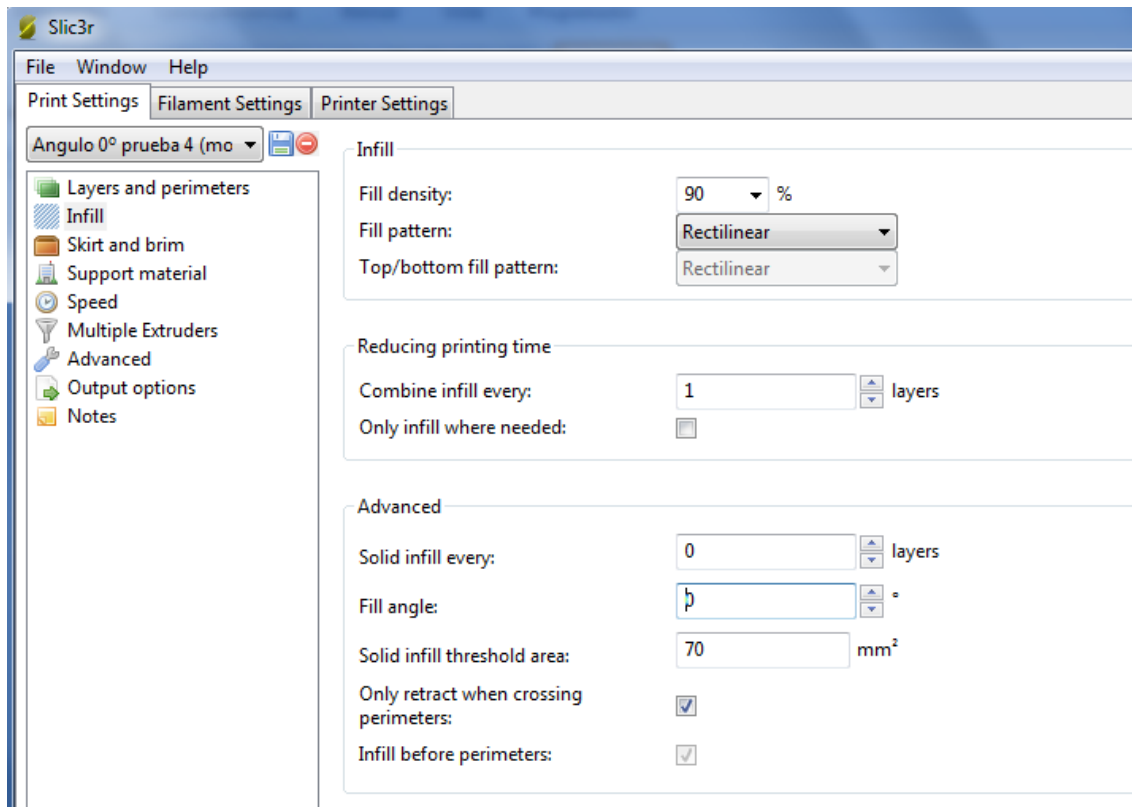 Slic3r
File Window Help
Print Settings Filament Settings Printer Settings
Angulo 0º prueba 4 (mo
Layers and perimeters
Infill
Skirt and brim
Support material
Speed
Multiple Extruders
Advanced
Output options
Notes
Infill
Fill density: 90 %
Fill pattern: Rectilinear
Top/bottom fill pattern: Rectilinear
Reducing printing time
Combine infill every: 1 layers
Only infill where needed:
Advanced
Solid infill every: 0 layers
Fill angle: 0 °
Solid infill threshold area: 70 mm²
Only retract when crossing
perimeters:
Infill before perimeters: